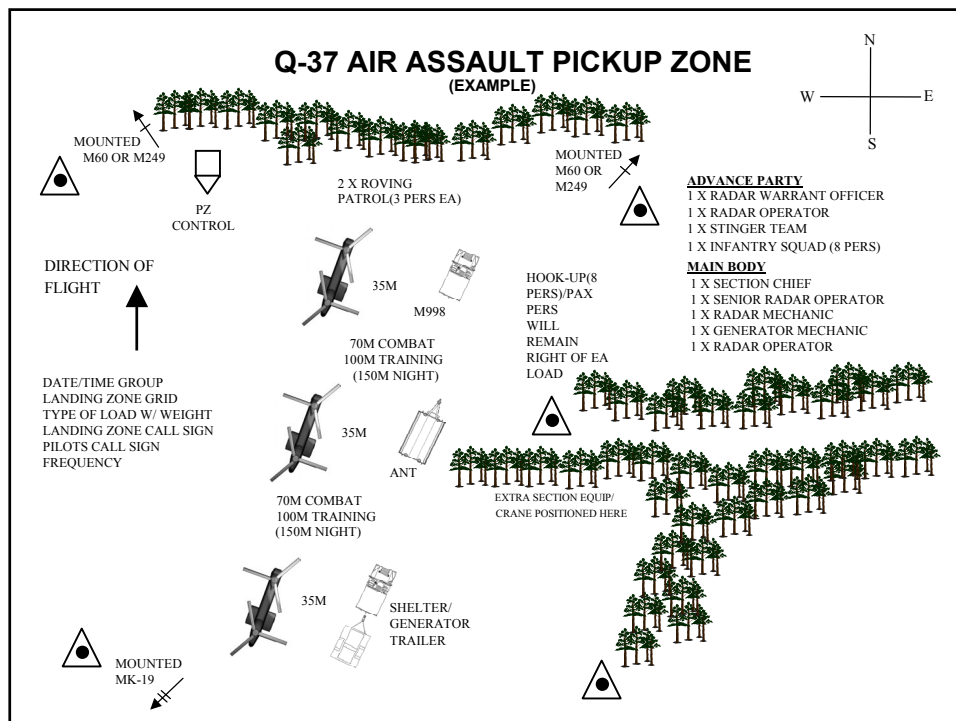 Q-37 AIR ASSAULT PICKUP ZONE
(EXAMPLE)
N
W
E
S
MOUNTED
M60 OR M249
PZ
CONTROL
2 X ROVING
PATROL(3 PERS EA)
MOUNTED
M60 OR
M249
ADVANCE PARTY
1 X RADAR WARRANT OFFICER
1 X RADAR OPERATOR
1 X STINGER TEAM
1 X INFANTRY SQUAD (8 PERS)
MAIN BODY
1 X SECTION CHIEF
1 X SENIOR RADAR OPERATOR
1 X RADAR MECHANIC
1 X GENERATOR MECHANIC
1 X RADAR OPERATOR
DIRECTION OF
FLIGHT
35M
M998
HOOK-UP(8
PERS)/PAX
PERS
WILL
REMAIN
RIGHT OF EA
LOAD
70M COMBAT
100M TRAINING
(150M NIGHT)
DATE/TIME GROUP
LANDING ZONE GRID
TYPE OF LOAD W/ WEIGHT
LANDING ZONE CALL SIGN
PILOTS CALL SIGN
FREQUENCY
35M
ANT
70M COMBAT
100M TRAINING
(150M NIGHT)
EXTRA SECTION EQUIP/
CRANE POSITIONED HERE
35M
SHELTER/
GENERATOR
TRAILER
MOUNTED
MK-19